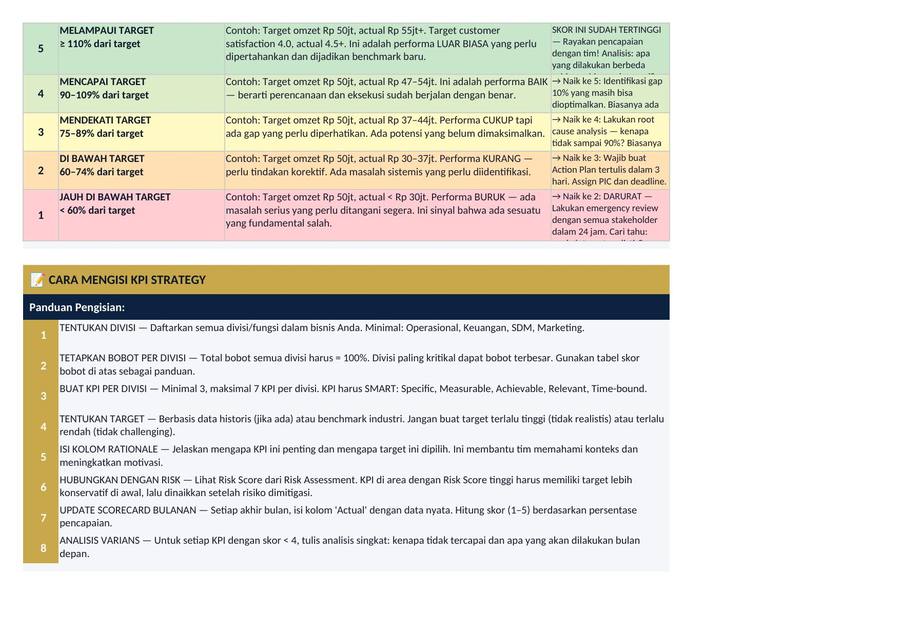 5
MELAMPAUI TARGET
≥ 110% dari target
Contoh: Target omzet Rp 50jt, actual Rp 55jt+. Target customer
satisfaction 4.0, actual 4.5+. Ini adalah performa LUAR BIASA yang perlu
dipertahankan dan dijadikan benchmark baru.
SKOR INI SUDAH TERTINGGI
— Rayakan pencapaian
dengan tim! Analisis: apa
yang dilakukan berbeda
4
MENCAPAI TARGET
90–109% dari target
Contoh: Target omzet Rp 50jt, actual Rp 47–54jt. Ini adalah performa BAIK
— berarti perencanaan dan eksekusi sudah berjalan dengan benar.
→ Naik ke 5: Identifikasi gap
10% yang masih bisa
dioptimalkan. Biasanya ada
3
MENDEKATI TARGET
75–89% dari target
Contoh: Target omzet Rp 50jt, actual Rp 37–44jt. Performa CUKUP tapi
ada gap yang perlu diperhatikan. Ada potensi yang belum dimaksimalkan.
→ Naik ke 4: Lakukan root
cause analysis — kenapa
tidak sampai 90%? Biasanya
2
DI BAWAH TARGET
60–74% dari target
Contoh: Target omzet Rp 50jt, actual Rp 30–37jt. Performa KURANG —
perlu tindakan korektif. Ada masalah sistemis yang perlu diidentifikasi.
→ Naik ke 3: Wajib buat
Action Plan tertulis dalam 3
hari. Assign PIC dan deadline.
1
JAUH DI BAWAH TARGET
< 60% dari target
Contoh: Target omzet Rp 50jt, actual < Rp 30jt. Performa BURUK — ada
masalah serius yang perlu ditangani segera. Ini sinyal bahwa ada sesuatu
yang fundamental salah.
→ Naik ke 2: DARURAT —
Lakukan emergency review
dengan semua stakeholder
dalam 24 jam. Cari tahu:
📝 CARA MENGISI KPI STRATEGY
Panduan Pengisian:
1
TENTUKAN DIVISI — Daftarkan semua divisi/fungsi dalam bisnis Anda. Minimal: Operasional, Keuangan, SDM, Marketing.
2
TETAPKAN BOBOT PER DIVISI — Total bobot semua divisi harus = 100%. Divisi paling kritikal dapat bobot terbesar. Gunakan tabel skor
bobot di atas sebagai panduan.
3
BUAT KPI PER DIVISI — Minimal 3, maksimal 7 KPI per divisi. KPI harus SMART: Specific, Measurable, Achievable, Relevant, Time-bound.
4
TENTUKAN TARGET — Berbasis data historis (jika ada) atau benchmark industri. Jangan buat target terlalu tinggi (tidak realistis) atau terlalu
rendah (tidak challenging).
5
ISI KOLOM RATIONALE — Jelaskan mengapa KPI ini penting dan mengapa target ini dipilih. Ini membantu tim memahami konteks dan
meningkatkan motivasi.
6
HUBUNGKAN DENGAN RISK — Lihat Risk Score dari Risk Assessment. KPI di area dengan Risk Score tinggi harus memiliki target lebih
konservatif di awal, lalu dinaikkan setelah risiko dimitigasi.
7
UPDATE SCORECARD BULANAN — Setiap akhir bulan, isi kolom 'Actual' dengan data nyata. Hitung skor (1–5) berdasarkan persentase
pencapaian.
8
ANALISIS VARIANS — Untuk setiap KPI dengan skor < 4, tulis analisis singkat: kenapa tidak tercapai dan apa yang akan dilakukan bulan
depan.